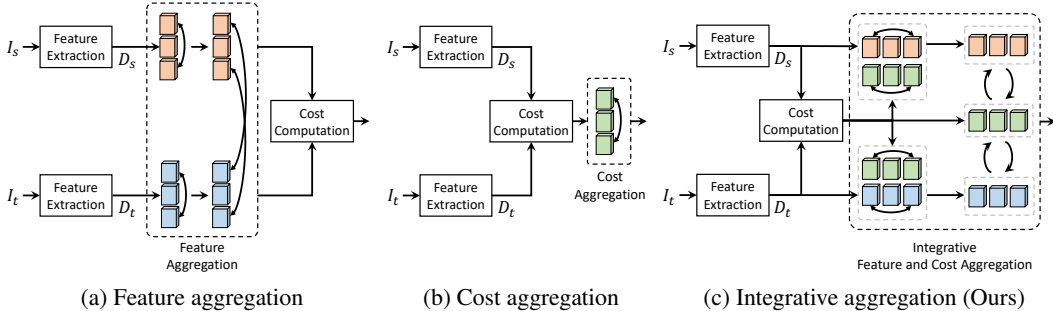 I_s
Feature
Extraction
D_s
Cost
Computation
I_t
Feature
Extraction
D_t
Feature
Aggregation
(a) Feature aggregation
I_s
Feature
Extraction
D_s
Cost
Computation
Cost
Aggregation
I_t
Feature
Extraction
D_t
(b) Cost aggregation
I_s
Feature
Extraction
D_s
Cost
Computation
I_t
Feature
Extraction
D_t
Integrative
Feature and Cost Aggregation
(c) Integrative aggregation (Ours)